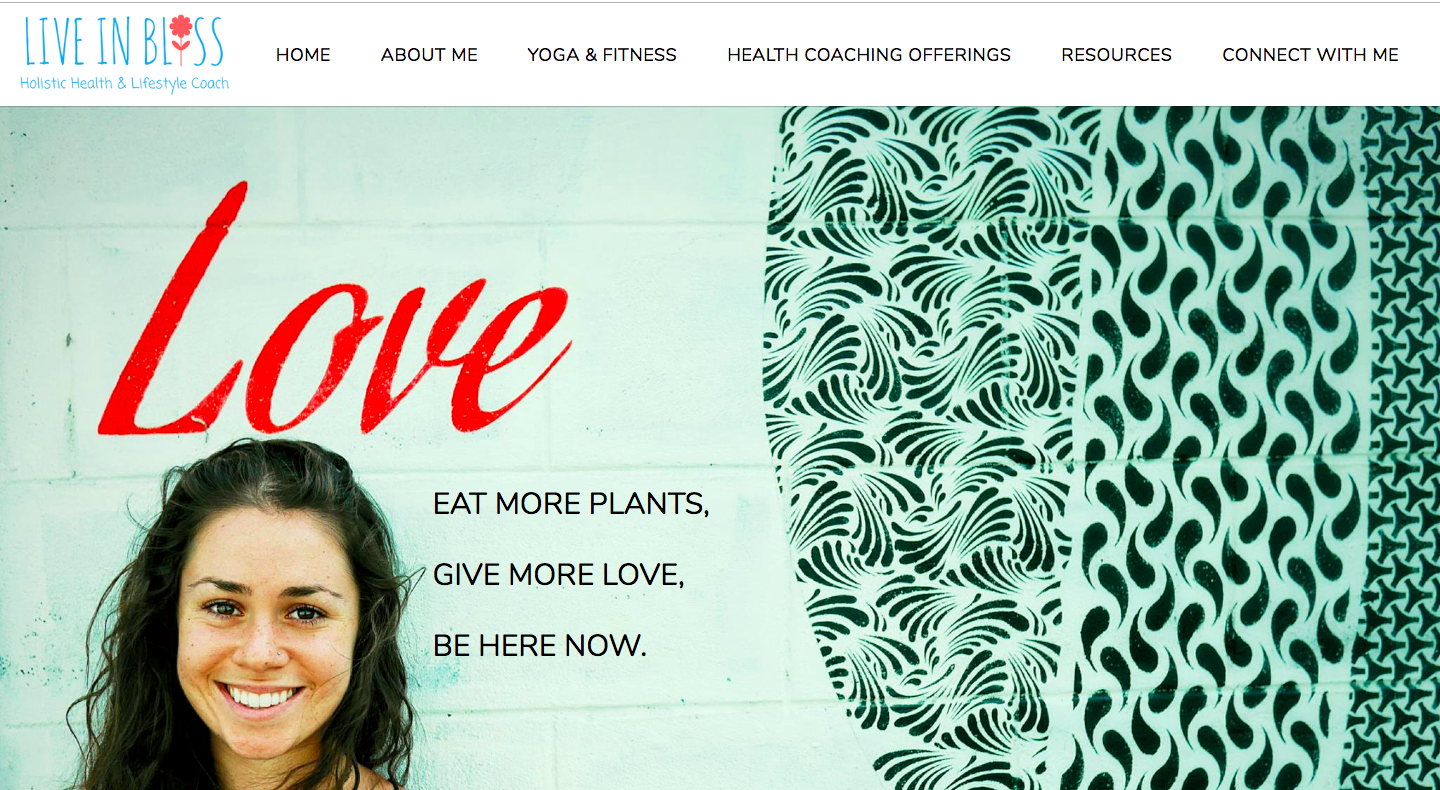 LIVE IN BLISS
Holistic Health & Lifestyle Coach
HOME ABOUT ME YOGA & FITNESS HEALTH COACHING OFFERINGS RESOURCES CONNECT WITH ME
Love
EAT MORE PLANTS,
GIVE MORE LOVE,
BE HERE NOW.